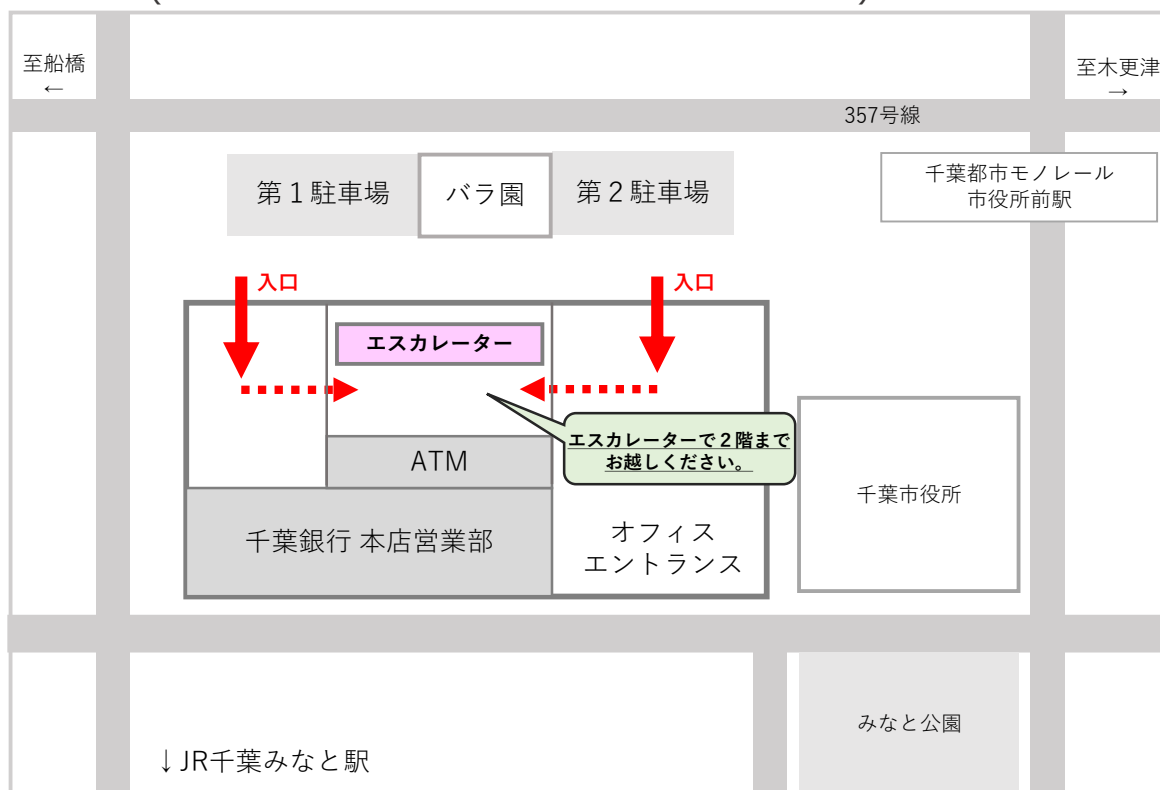 至船橋
←
至木更津
→
357号線
千葉都市モノレール
市役所前駅
第１駐車場
バラ園
第２駐車場
入口
入口
エスカレーター
エスカレーターで２階まで
お越しください。
ATM
千葉市役所
千葉銀行 本店営業部
オフィス
エントランス
みなと公園
↓JR千葉みなと駅